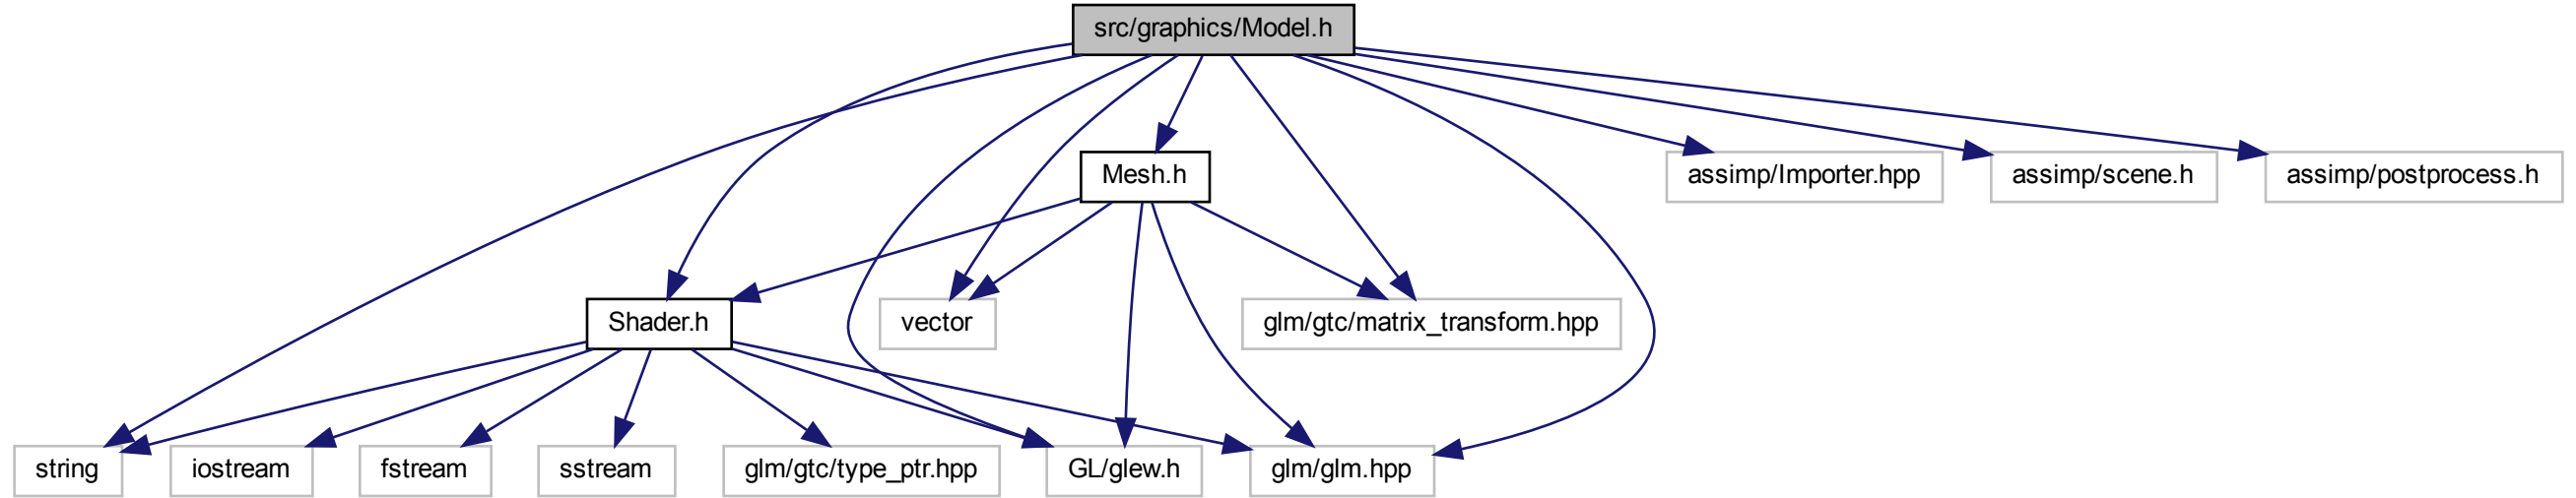 src/graphics/Model.h
Mesh.h
assimp/Importer.hpp
assimp/scene.h
assimp/postprocess.h
Shader.h
vector
glm/gtc/matrix_transform.hpp
string
iostream
fstream
sstream
glm/gtc/type_ptr.hpp
GL/glew.h
glm/glm.hpp